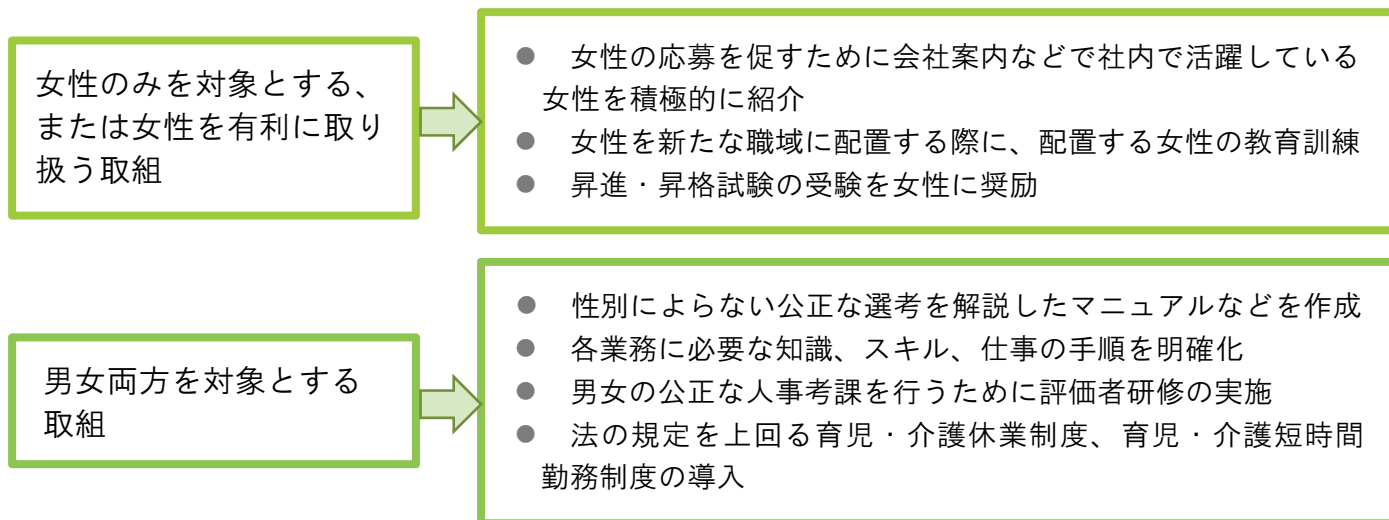 女性のみを対象とする、
または女性を有利に取り
扱う取組
● 女性の応募を促すために会社案内などで社内で活躍している
女性を積極的に紹介
● 女性を新たな職域に配置する際に、配置する女性の教育訓練
● 昇進・昇格試験の受験を女性に奨励
男女両方を対象とする
取組
● 性別によらない公正な選考を解説したマニュアルなどを作成
● 各業務に必要な知識、スキル、仕事の手順を明確化
● 男女の公正な人事考課を行うために評価者研修の実施
● 法の規定を上回る育児・介護休業制度、育児・介護短時間
勤務制度の導入